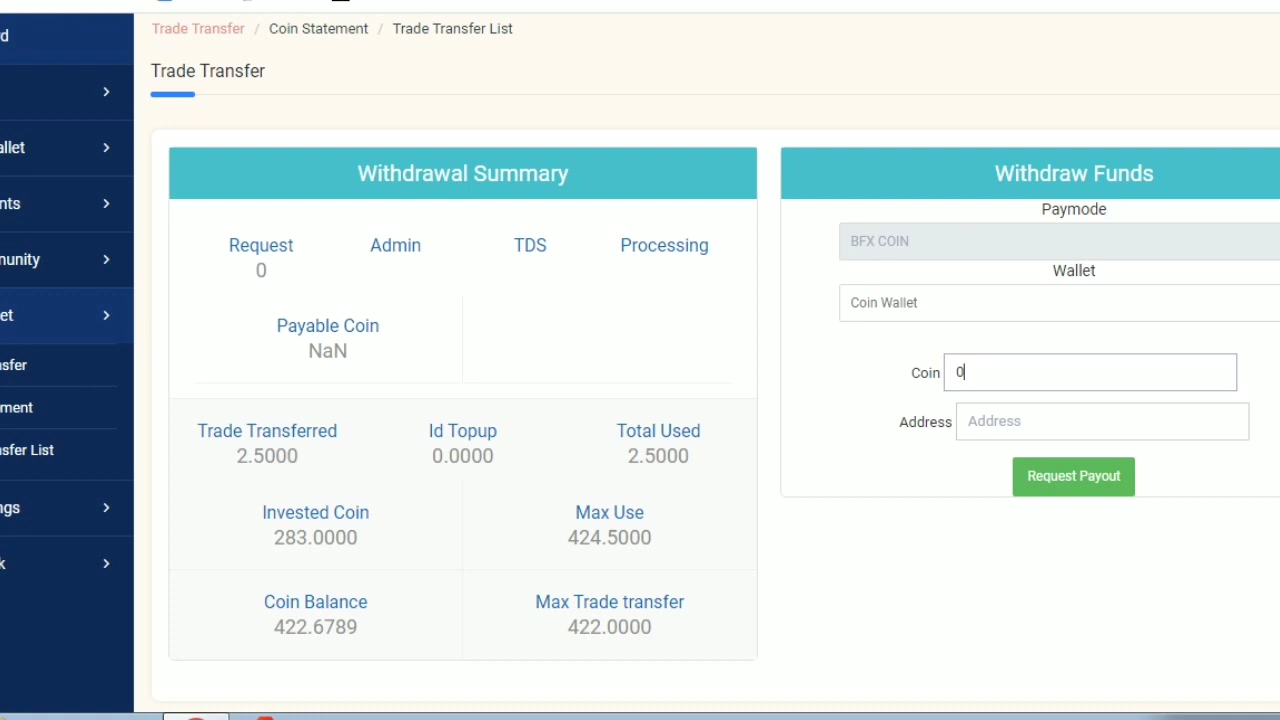 Trade Transfer / Coin Statement / Trade Transfer List
Trade Transfer
d
allet
nts
nunity
et
nsfer
ment
nsfer List
ngs
k
Withdrawal Summary
Request Admin TDS Processing
0
Payable Coin
NaN
Trade Transferred Id Topup Total Used
2.5000 0.0000 2.5000
Invested Coin Max Use
283.0000 424.5000
Coin Balance Max Trade transfer
422.6789 422.0000
Withdraw Funds
Paymode
BFX COIN
Wallet
Coin Wallet
Coin 0
Address Address
Request Payout